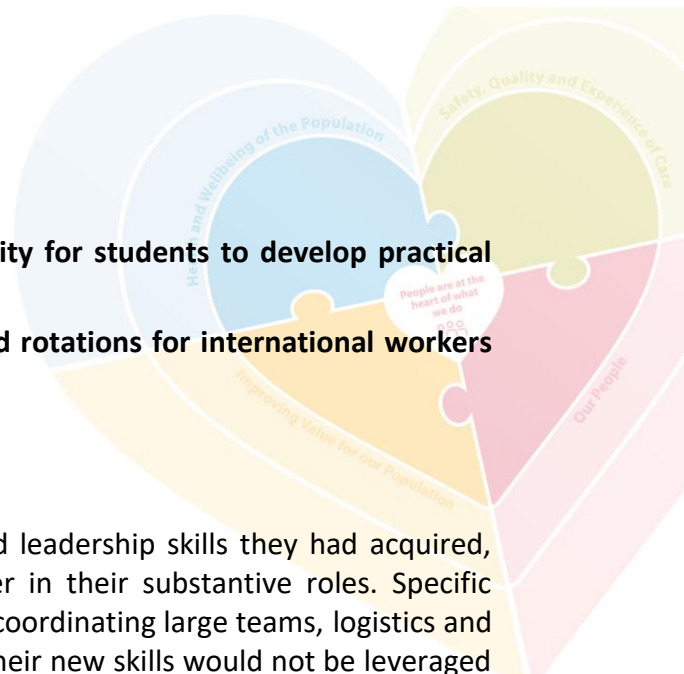 Health and Wellbeing of the Population
Safety, Quality and Experience of Care
ity for students to develop practical
People are at the
heart of what
we do
d rotations for international workers
Improving Value for our Population
Our People
d leadership skills they had acquired,
er in their substantive roles. Specific
coordinating large teams, logistics and
heir new skills would not be leveraged